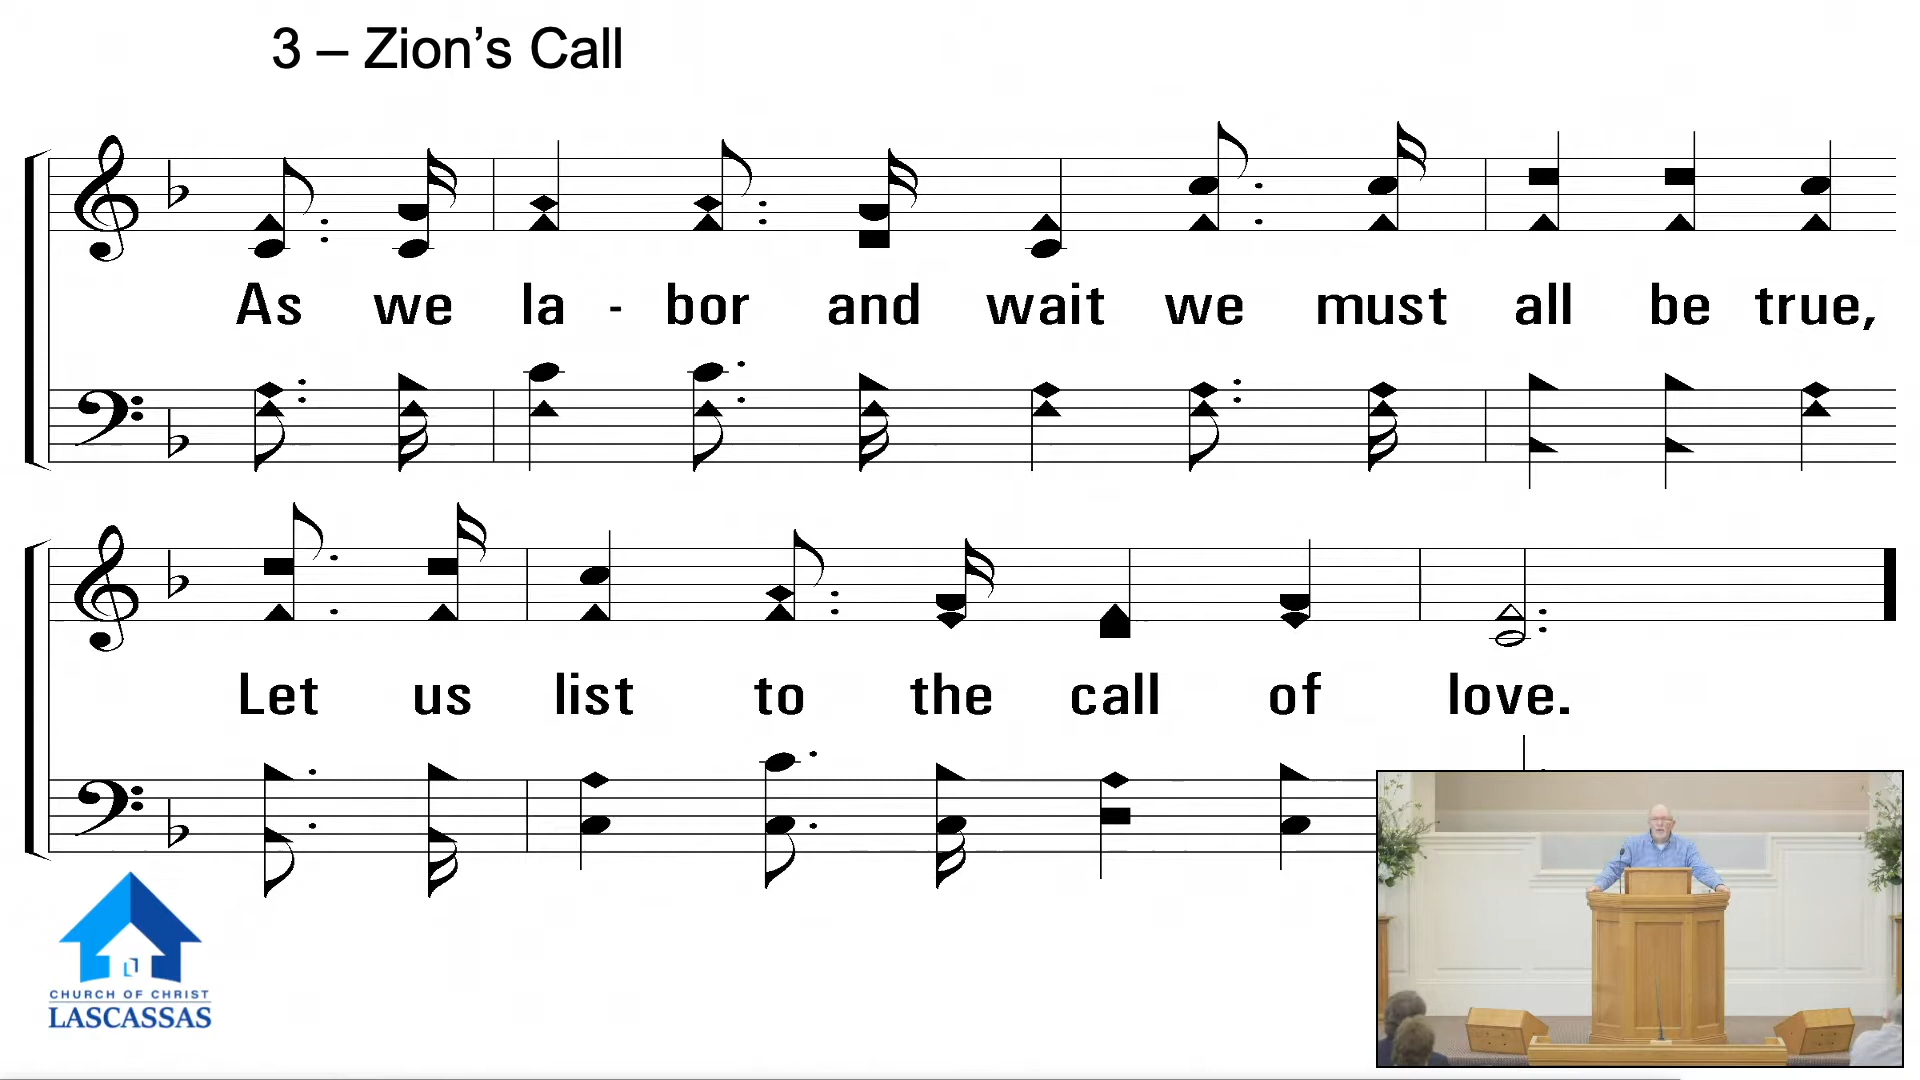 3 – Zion’s Call
As we la - bor and wait we must all be true,
Let us list to the call of love.
CHURCH OF CHRIST
LASCASSAS